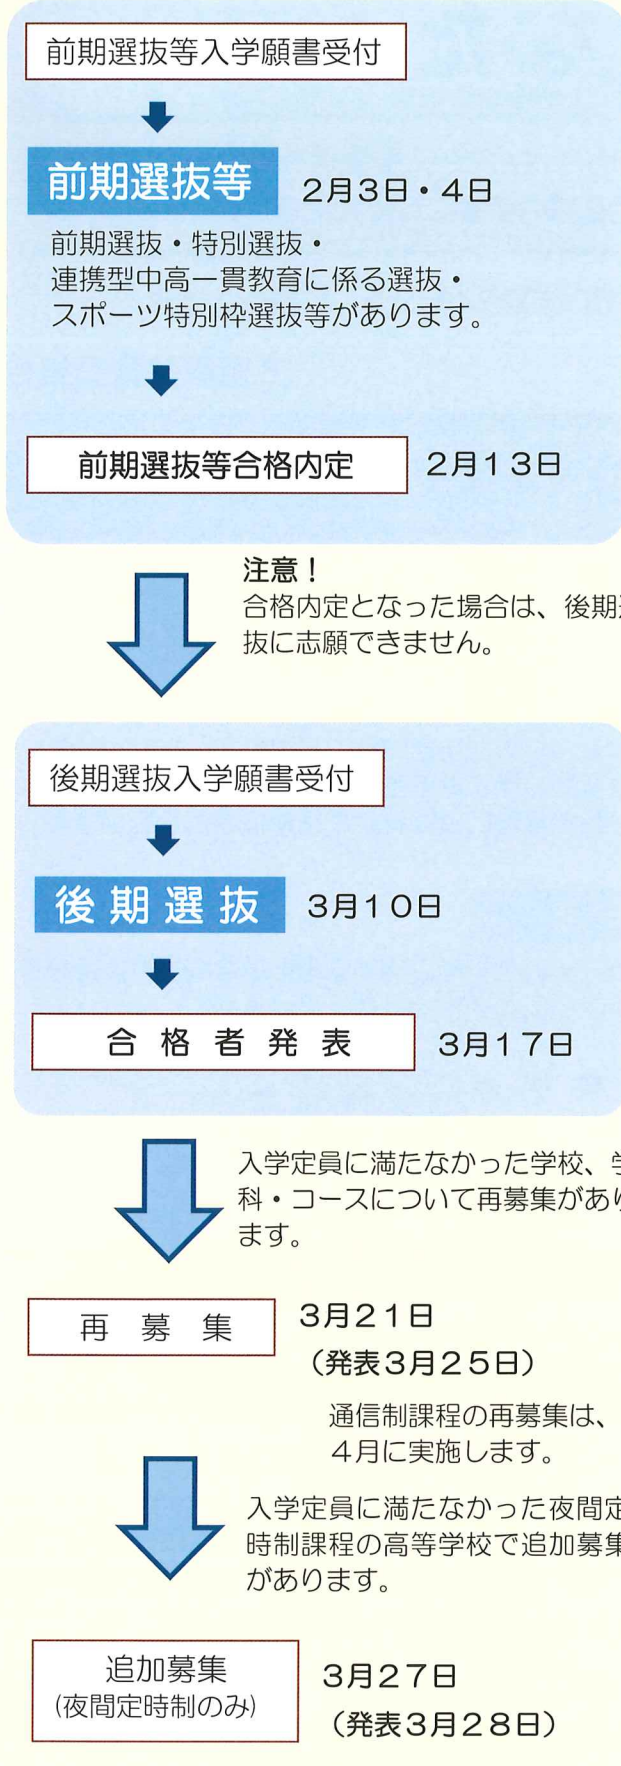 前期選抜等入学願書受付
前期選抜等 2月3日・4日
前期選抜・特別選抜・
連携型中高一貫教育に係る選抜・
スポーツ特別枠選抜等があります。
前期選抜等合格内定 2月13日
注意！
合格内定となった場合は、後期
抜に志願できません。
後期選抜入学願書受付
後期選抜 3月10日
合格者発表 3月17日
入学定員に満たなかった学校、
科・コースについて再募集があり
ます。
再募集 3月21日
（発表3月25日）
通信制課程の再募集は、
4月に実施します。
入学定員に満たなかった夜間定
時制課程の高等学校で追加募集
があります。
追加募集
(夜間定時制のみ)
3月27日
（発表3月28日）